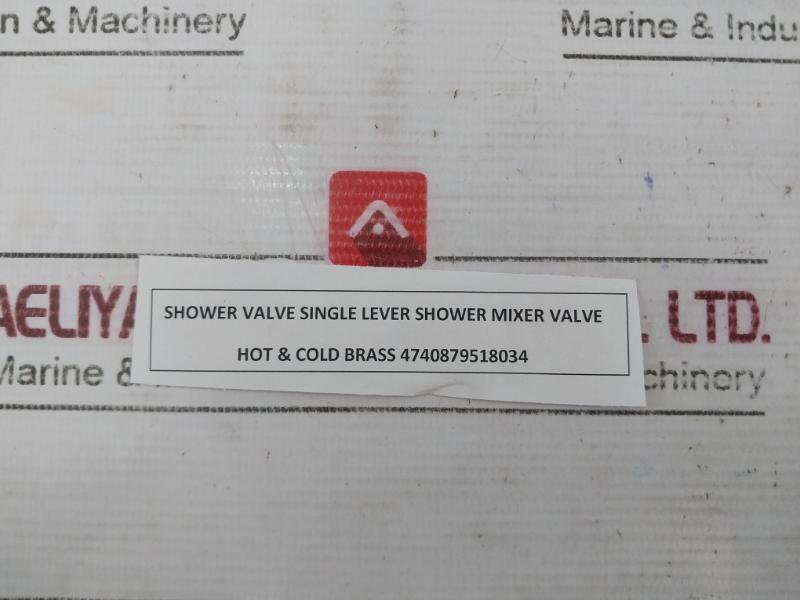 n & Machinery
Marine & Indu
AELIYA
LTD.
SHOWER VALVE SINGLE LEVER SHOWER MIXER VALVE
HOT & COLD BRASS 4740879518034
Marine &
chinery